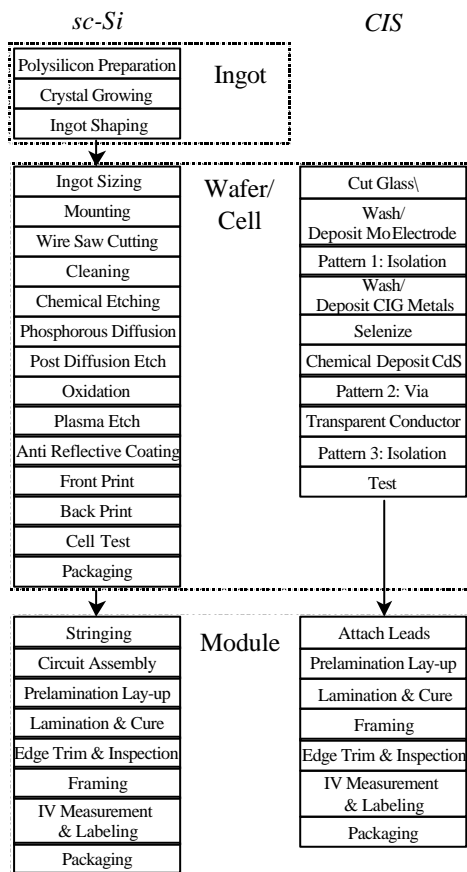 sc-Si
CIS
Polysilicon Preparation
Crystal Growing
Ingot Shaping
Ingot
Ingot Sizing
Mounting
Wire Saw Cutting
Cleaning
Chemical Etching
Phosphorous Diffusion
Post Diffusion Etch
Oxidation
Plasma Etch
Anti Reflective Coating
Front Print
Back Print
Cell Test
Packaging
Wafer/
Cell
Cut Glass\
Wash/
Deposit Mo Electrode
Pattern 1: Isolation
Wash/
Deposit CIG Metals
Selenize
Chemical Deposit CdS
Pattern 2: Via
Transparent Conductor
Pattern 3: Isolation
Test
Stringing
Circuit Assembly
Prelamination Lay-up
Lamination & Cure
Edge Trim & Inspection
Framing
IV Measurement
& Labeling
Packaging
Module
Attach Leads
Prelamination Lay-up
Lamination & Cure
Framing
Edge Trim & Inspection
IV Measurement
& Labeling
Packaging